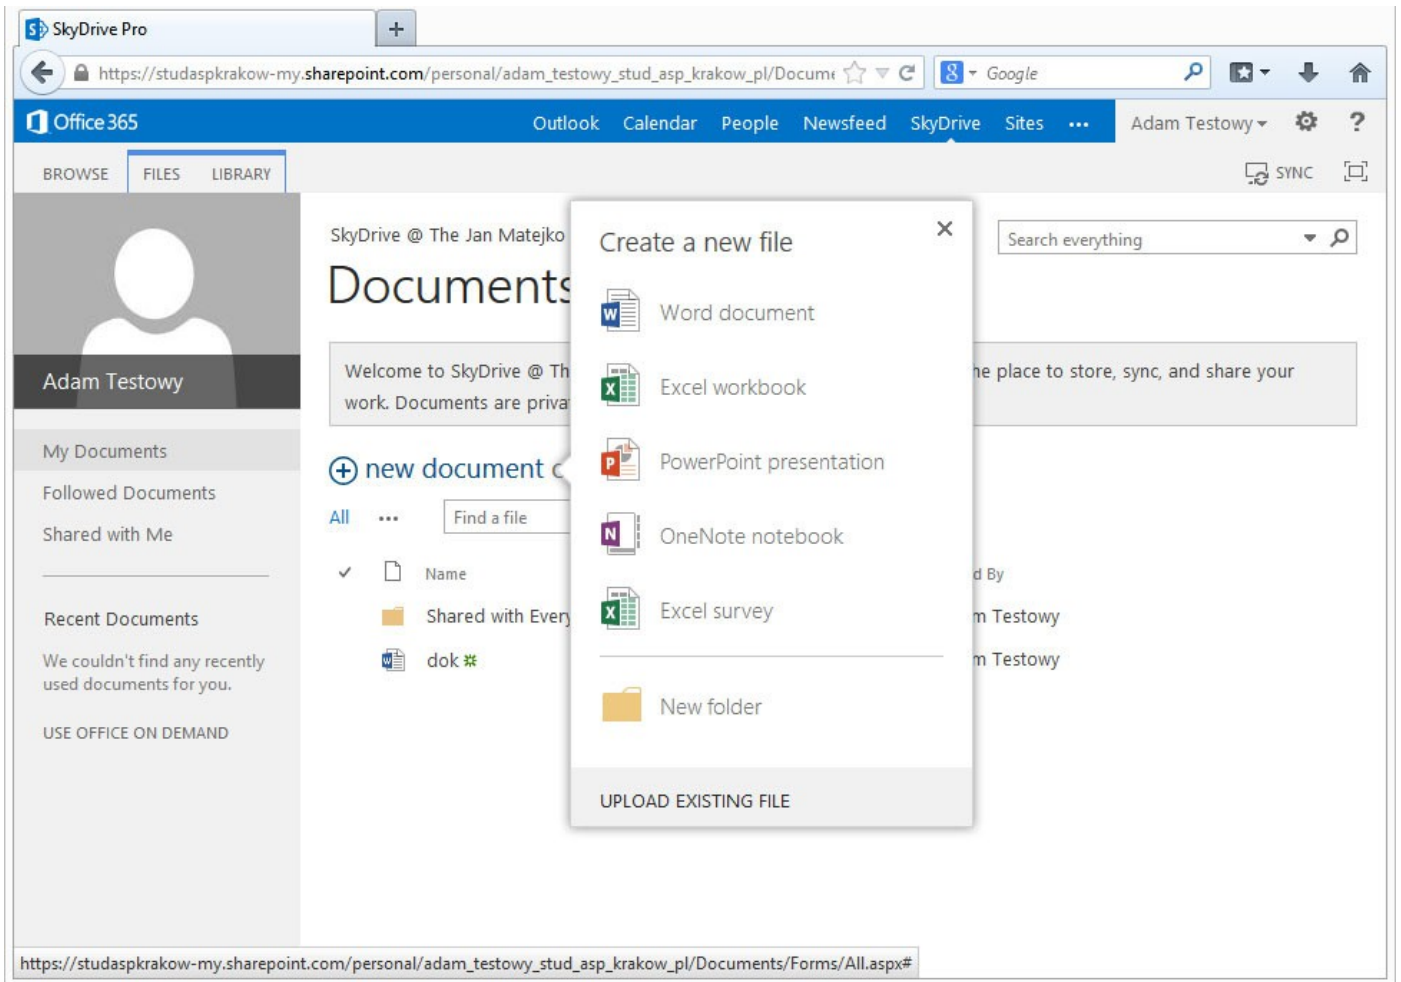 SkyDrive Pro
https://studaspkrakow-my.sharepoint.com/personal/adam_testowy_stud_asp_krakow_pl/Docume
Google
Office 365
Outlook Calendar People Newsfeed SkyDrive Sites ••• Adam Testowy
BROWSE FILES LIBRARY
SYNC
SkyDrive @ The Jan Matejko
Search everything
Documents
Welcome to SkyDrive @ Th he place to store, sync, and share your
work. Documents are priva
Adam Testowy
My Documents
Followed Documents
Shared with Me
Recent Documents
We couldn't find any recently
used documents for you.
USE OFFICE ON DEMAND
new document
All ••• Find a file
Name d By
Shared with Every m Testowy
dok m Testowy
Create a new file
Word document
Excel workbook
PowerPoint presentation
OneNote notebook
Excel survey
New folder
UPLOAD EXISTING FILE
https://studaspkrakow-my.sharepoint.com/personal/adam_testowy_stud_asp_krakow_pl/Documents/Forms/All.aspx#